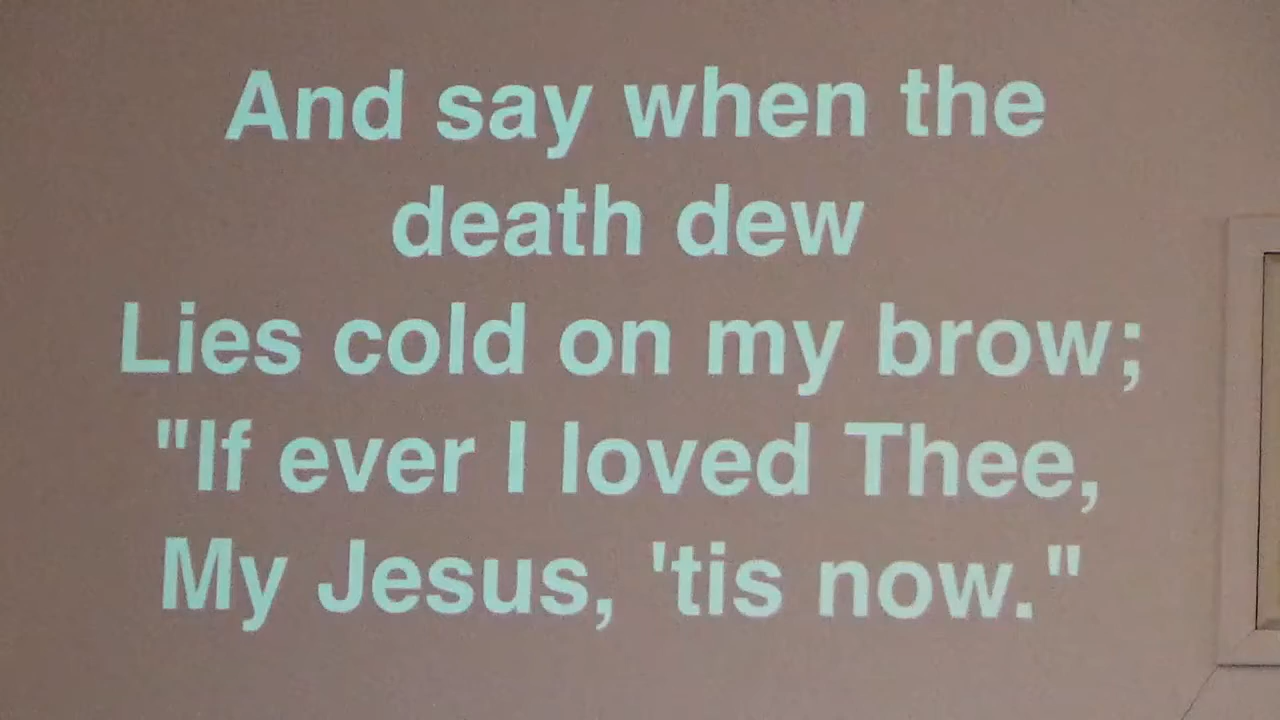 And say when the
death dew
Lies cold on my brow;
"If ever I loved Thee,
My Jesus, 'tis now."